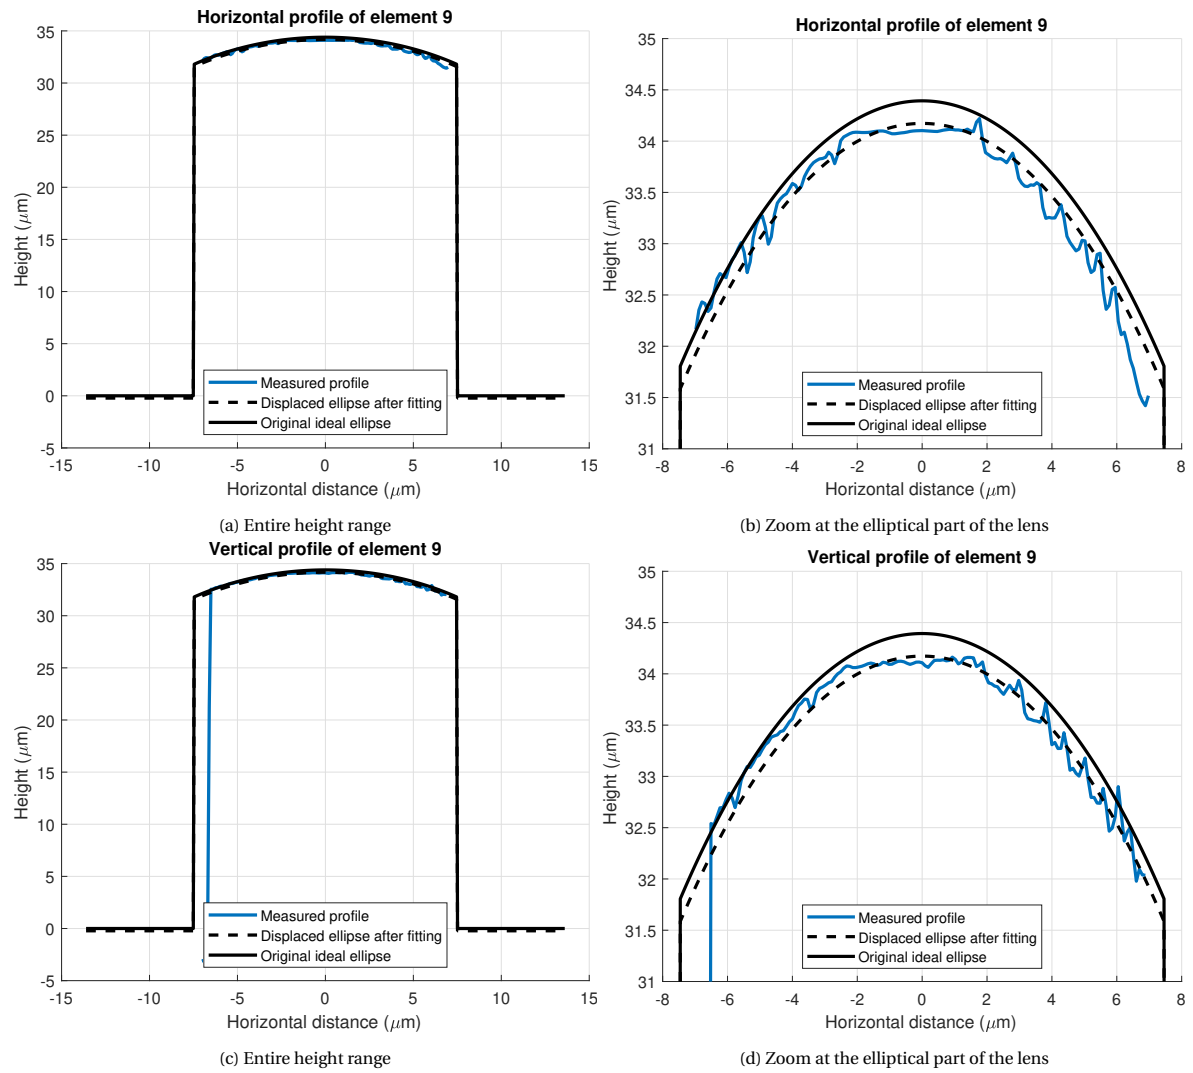 Horizontal profile of element 9
Height (μm)
35
30
25
20
15
10
5
0
-5
Measured profile
Displaced ellipse after fitting
Original ideal ellipse
-15 -10 -5 0 5 10 15
Horizontal distance (μm)
(a) Entire height range
Horizontal profile of element 9
Height (μm)
35
34.5
34
33.5
33
32.5
32
31.5
31
Measured profile
Displaced ellipse after fitting
Original ideal ellipse
-8 -6 -4 -2 0 2 4 6 8
Horizontal distance (μm)
(b) Zoom at the elliptical part of the lens
Vertical profile of element 9
Height (μm)
35
30
25
20
15
10
5
0
-5
Measured profile
Displaced ellipse after fitting
Original ideal ellipse
-15 -10 -5 0 5 10 15
Horizontal distance (μm)
(c) Entire height range
Vertical profile of element 9
Height (μm)
35
34.5
34
33.5
33
32.5
32
31.5
31
Measured profile
Displaced ellipse after fitting
Original ideal ellipse
-8 -6 -4 -2 0 2 4 6 8
Horizontal distance (μm)
(d) Zoom at the elliptical part of the lens